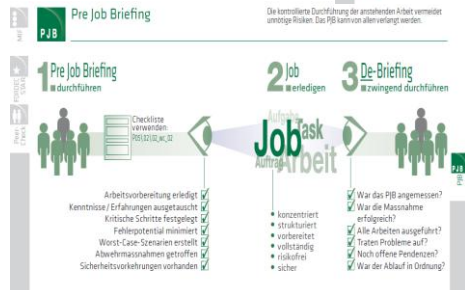 MEF
PJB
Pre Job Briefing
Die kontrollierte Durchführung der anstehenden Arbeit vermeidet
unnötige Risiken. Das PJB kann von allen verlangt werden.
Peer-
Check
1. Pre Job Briefing
durchführen
Checkliste
verwenden:
2. Job
erledigen
Aufgabe
Job
Task
Auftrag
Arbeit
3. De-Briefing
zwingend durchführen
PJB
Arbeitsvorbereitung erledigt
Kenntnisse / Erfahrungen ausgetauscht
Kritische Schritte festgelegt
Fehlerpotential minimiert
Worst-Case-Szenarien erstellt
Abwehrmassnahmen getroffen
Sicherheitsvorkehrungen vorhanden
• konzentriert
• strukturiert
• vorbereitet
• vollständig
• risikofrei
• sicher
War das PJB angemessen?
War die Massnahme
erfolgreich?
Alle Arbeiten ausgeführt?
Traten Probleme auf?
Noch offene Pendenzen?
War der Ablauf in Ordnung?